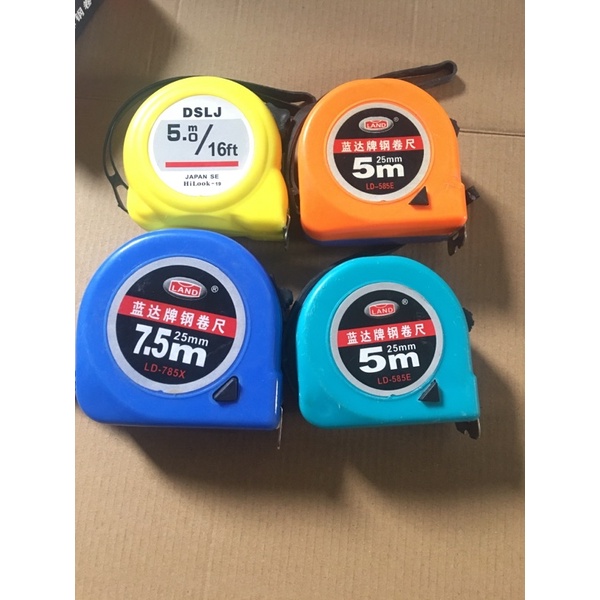 钢卷
DSLJ
5.0m/16ft
JAPAN SE
HiLook-19
LAND ®
蓝达牌钢卷尺
25mm
5m
LD-585E
LAND ®
蓝达牌钢卷尺
25mm
7.5m
LD-785X
LAND ®
蓝达牌钢卷尺
25mm
5m
LD-585E